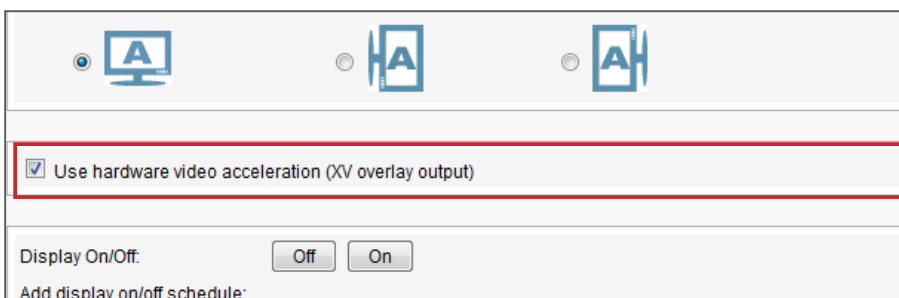 A A A
Use hardware video acceleration (XV overlay output)
Display On/Off: Off On
Add display on/off schedule: